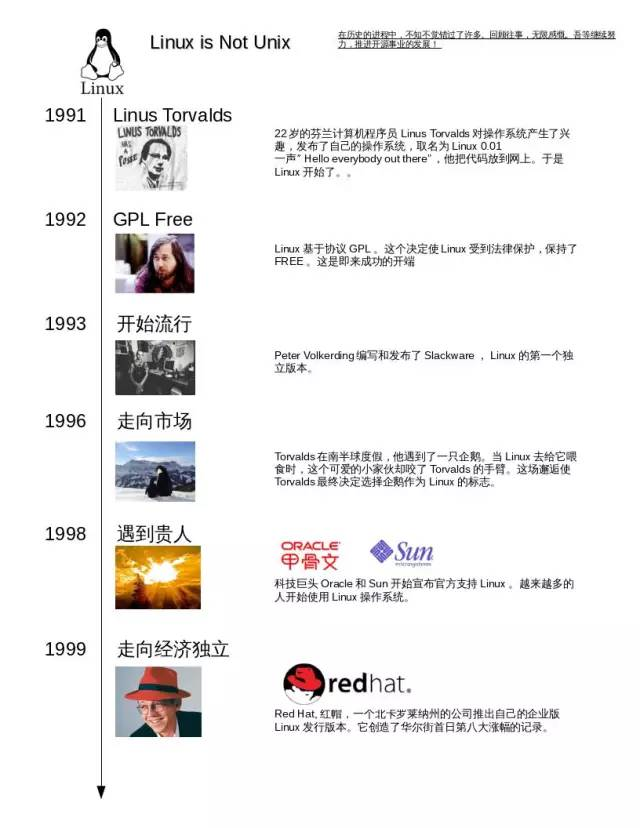 Linux is Not Unix
在历史的进程中，不知不觉错过了许多。回顾往事，无限感慨。吾等继续努
力，推进开源事业的发展！
Linux
1991
Linus Torvalds
LINUS TORVALDS
HAS A POSSE
22岁的芬兰计算机程序员 Linus Torvalds 对操作系统产生了兴
趣，发布了自己的操作系统，取名为 Linux 0.01
一声“ Hello everybody out there”，他把代码放到网上。于是
Linux 开始了。。
1992
GPL Free
Linux 基于协议 GPL 。这个决定使 Linux 受到法律保护，保持了
FREE 。这是即来成功的开端
1993
开始流行
Peter Volkerding 编写和发布了 Slackware ， Linux 的第一个独
立版本。
1996
走向市场
Torvalds 在南半球度假，他遇到了一只企鹅。当 Linux 去给它喂
食时，这个可爱的小家伙却咬了 Torvalds 的手臂。这场邂逅使
Torvalds 最终决定选择企鹅作为 Linux 的标志。
1998
遇到贵人
ORACLE
甲骨文
Sun
microsystems
科技巨头 Oracle 和 Sun 开始宣布官方支持 Linux 。越来越多的
人开始使用 Linux 操作系统。
1999
走向经济独立
redhat.
Red Hat, 红帽，一个北卡罗莱纳州的公司推出自己的企业版
Linux 发行版本。它创造了华尔街首日第八大涨幅的记录。